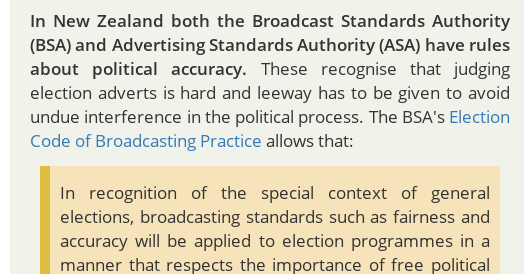 In New Zealand both the Broadcast Standards Authority
(BSA) and Advertising Standards Authority (ASA) have rules
about political accuracy. These recognise that judging
election adverts is hard and leeway has to be given to avoid
undue interference in the political process. The BSA's Election
Code of Broadcasting Practice allows that:
In recognition of the special context of general
elections, broadcasting standards such as fairness and
accuracy will be applied to election programmes in a
manner that respects the importance of free political